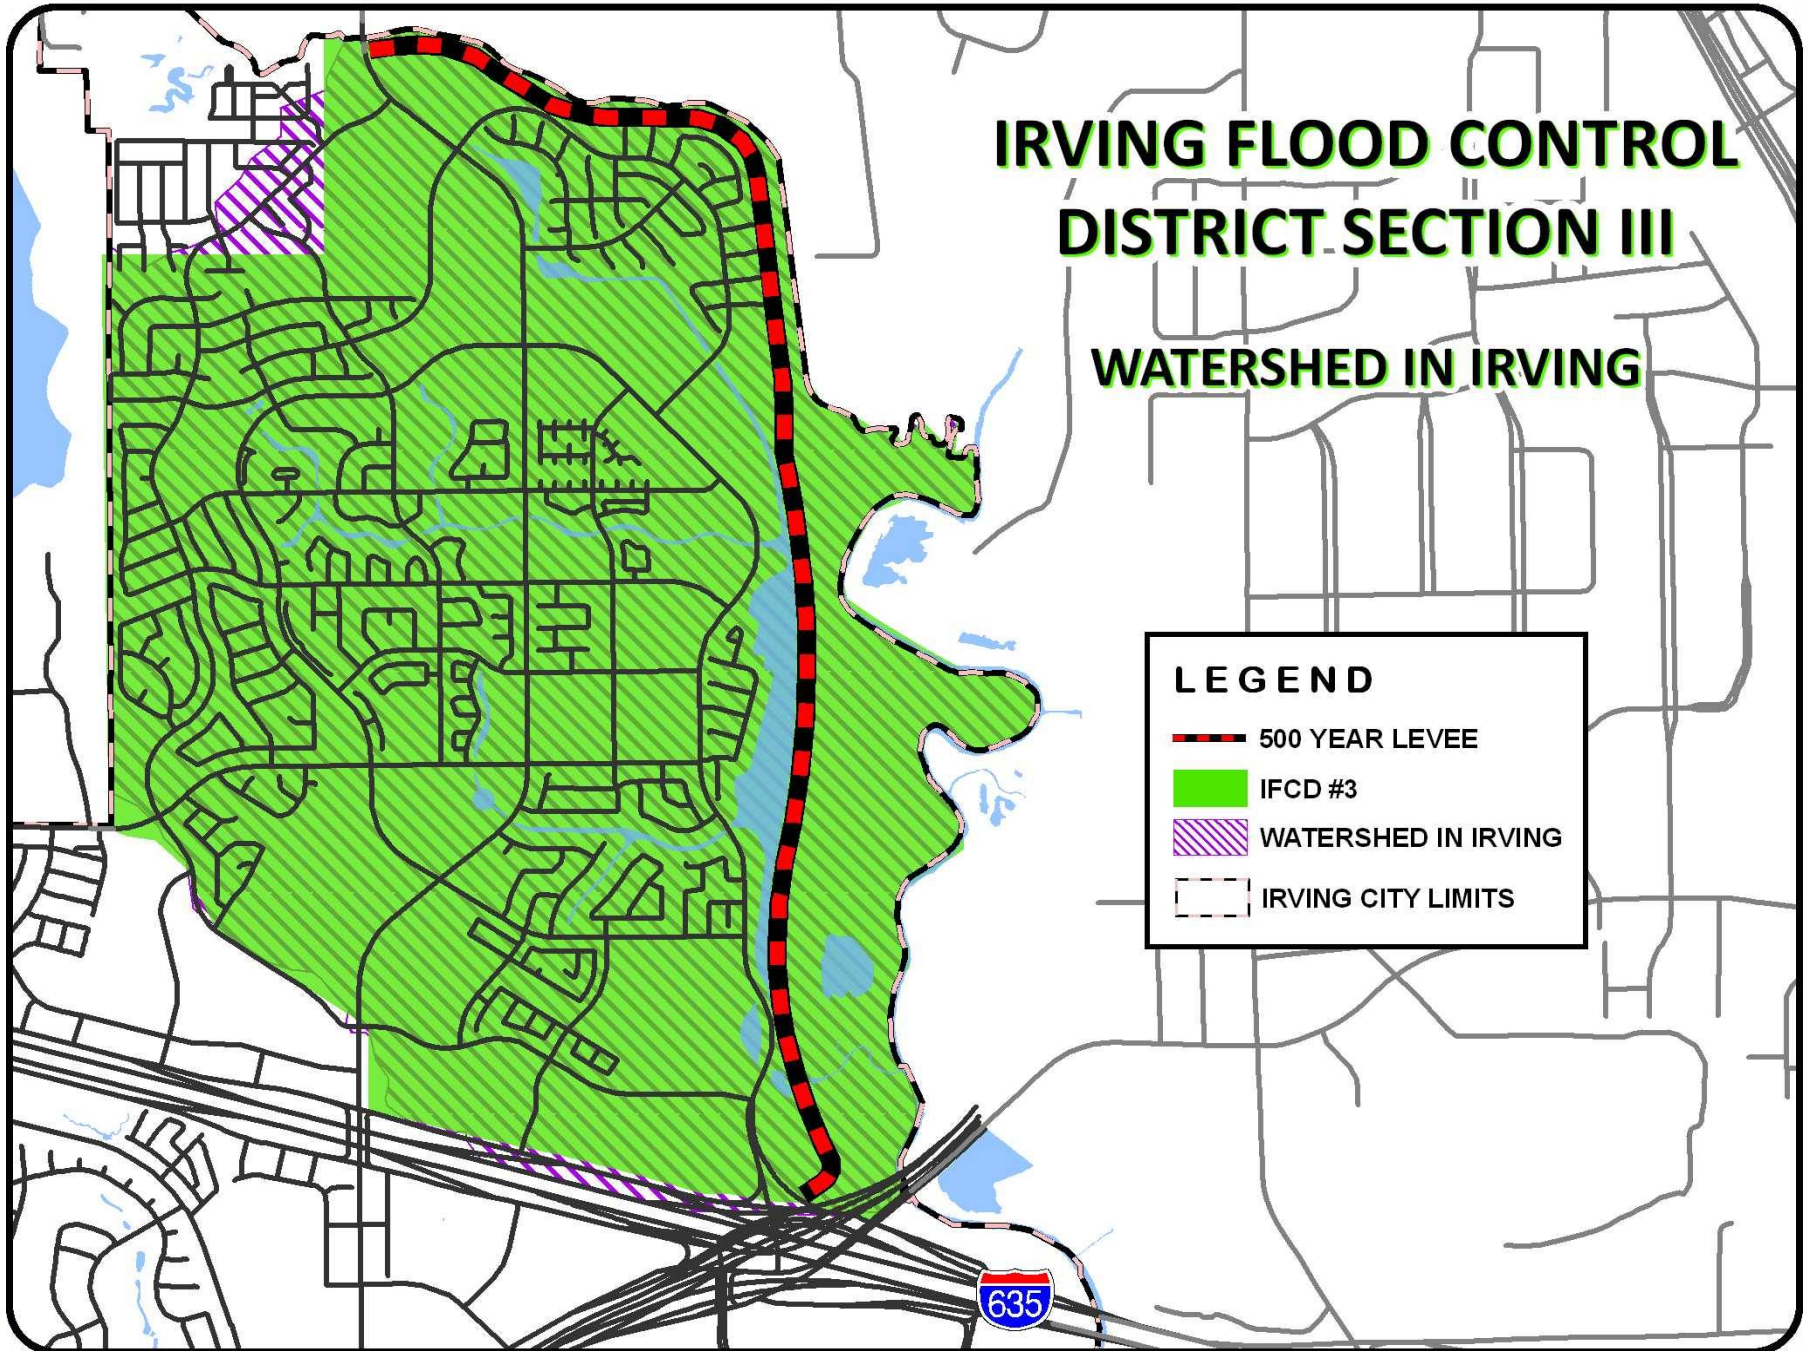 IRVING FLOOD CONTROL
DISTRICT SECTION III
WATERSHED IN IRVING
LEGEND
500 YEAR LEVEE
IFCD #3
WATERSHED IN IRVING
IRVING CITY LIMITS
635